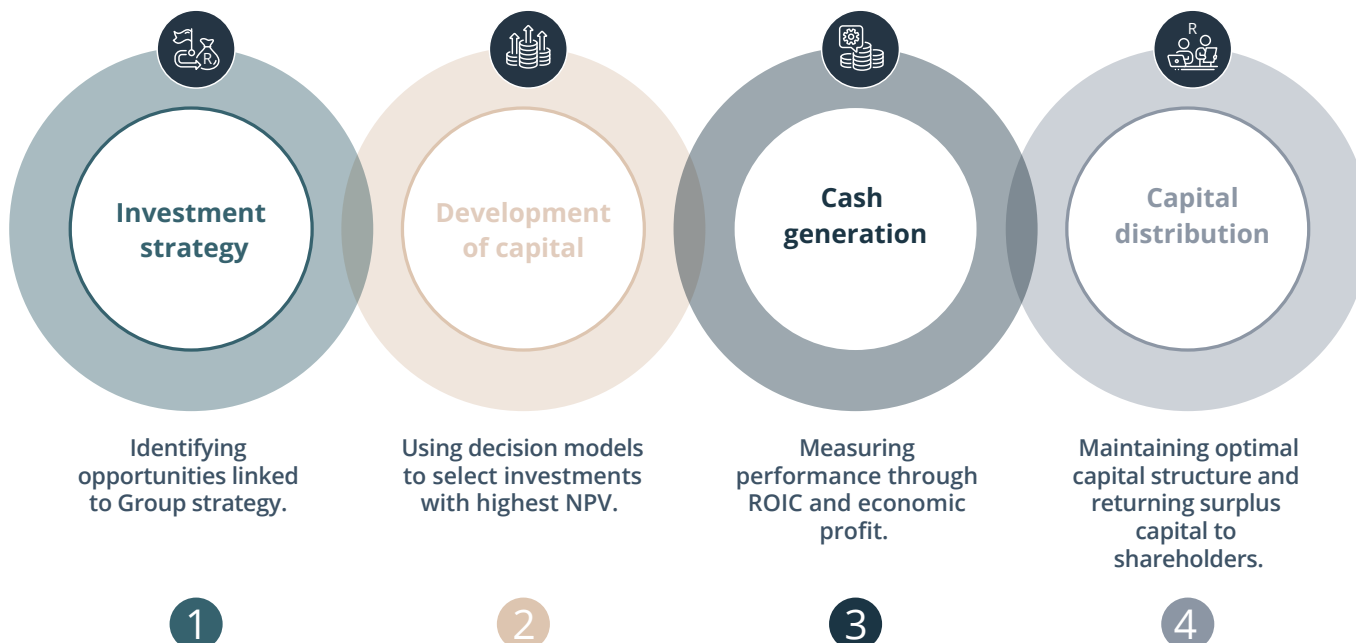 R
R
Investment
strategy
Development
of capital
Cash
generation
Capital
distribution
Identifying
opportunities linked
to Group strategy.
Using decision models
to select investments
with highest NPV.
Measuring
performance through
ROIC and economic
profit.
Maintaining optimal
capital structure and
returning surplus
capital to
shareholders.
1
2
3
4